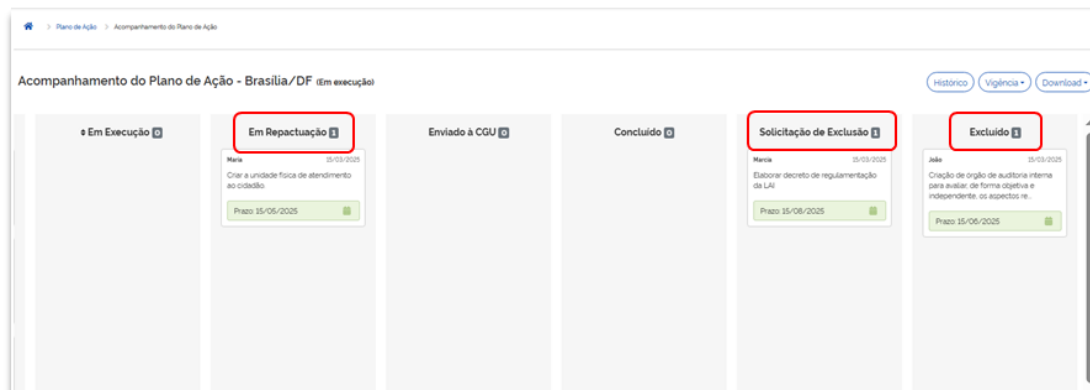 > Plano de Ação > Acompanhamento do Plano de Ação
Acompanhamento do Plano de Ação - Brasília/DF (Em execução)
Histórico Vigência Download
Em Execução 0
Em Repactuação 1
Enviado à CGU 0
Concluído 0
Solicitação de Exclusão 1
Excluído 1
Maria 15/03/2025
Criar a unidade física de atendimento
ao cidadão.
Prazo: 15/05/2025
Marcia 15/03/2025
Elaborar decreto de regulamentação
da LAI
Prazo: 15/08/2025
João 15/03/2025
Criação de orgão de auditoria interna
para avaliar, de forma objetiva e
independente, os aspectos re...
Prazo: 15/06/2025